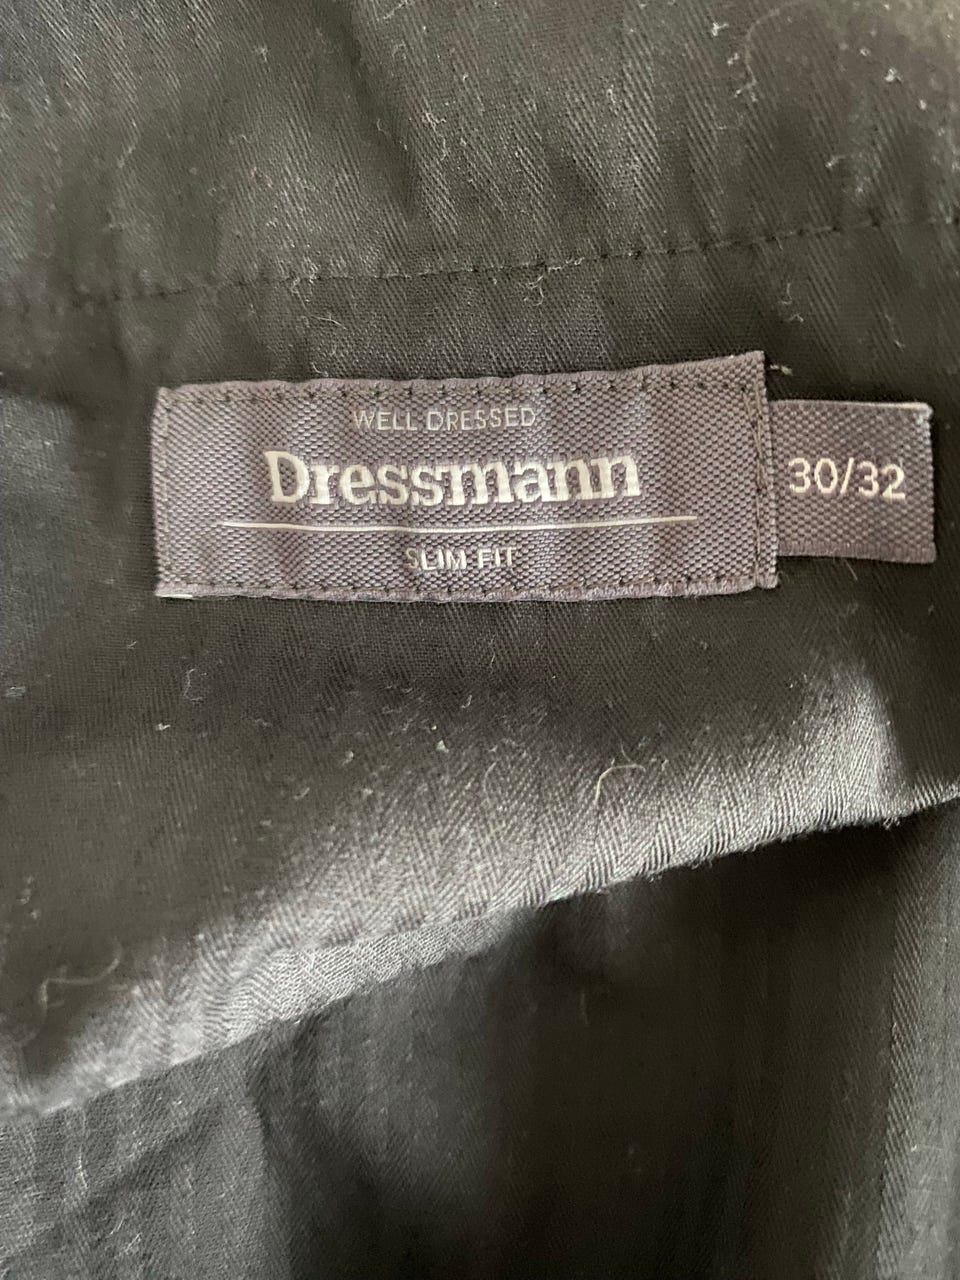 WELL DRESSED
Dressmann
SLIM FIT
30/32